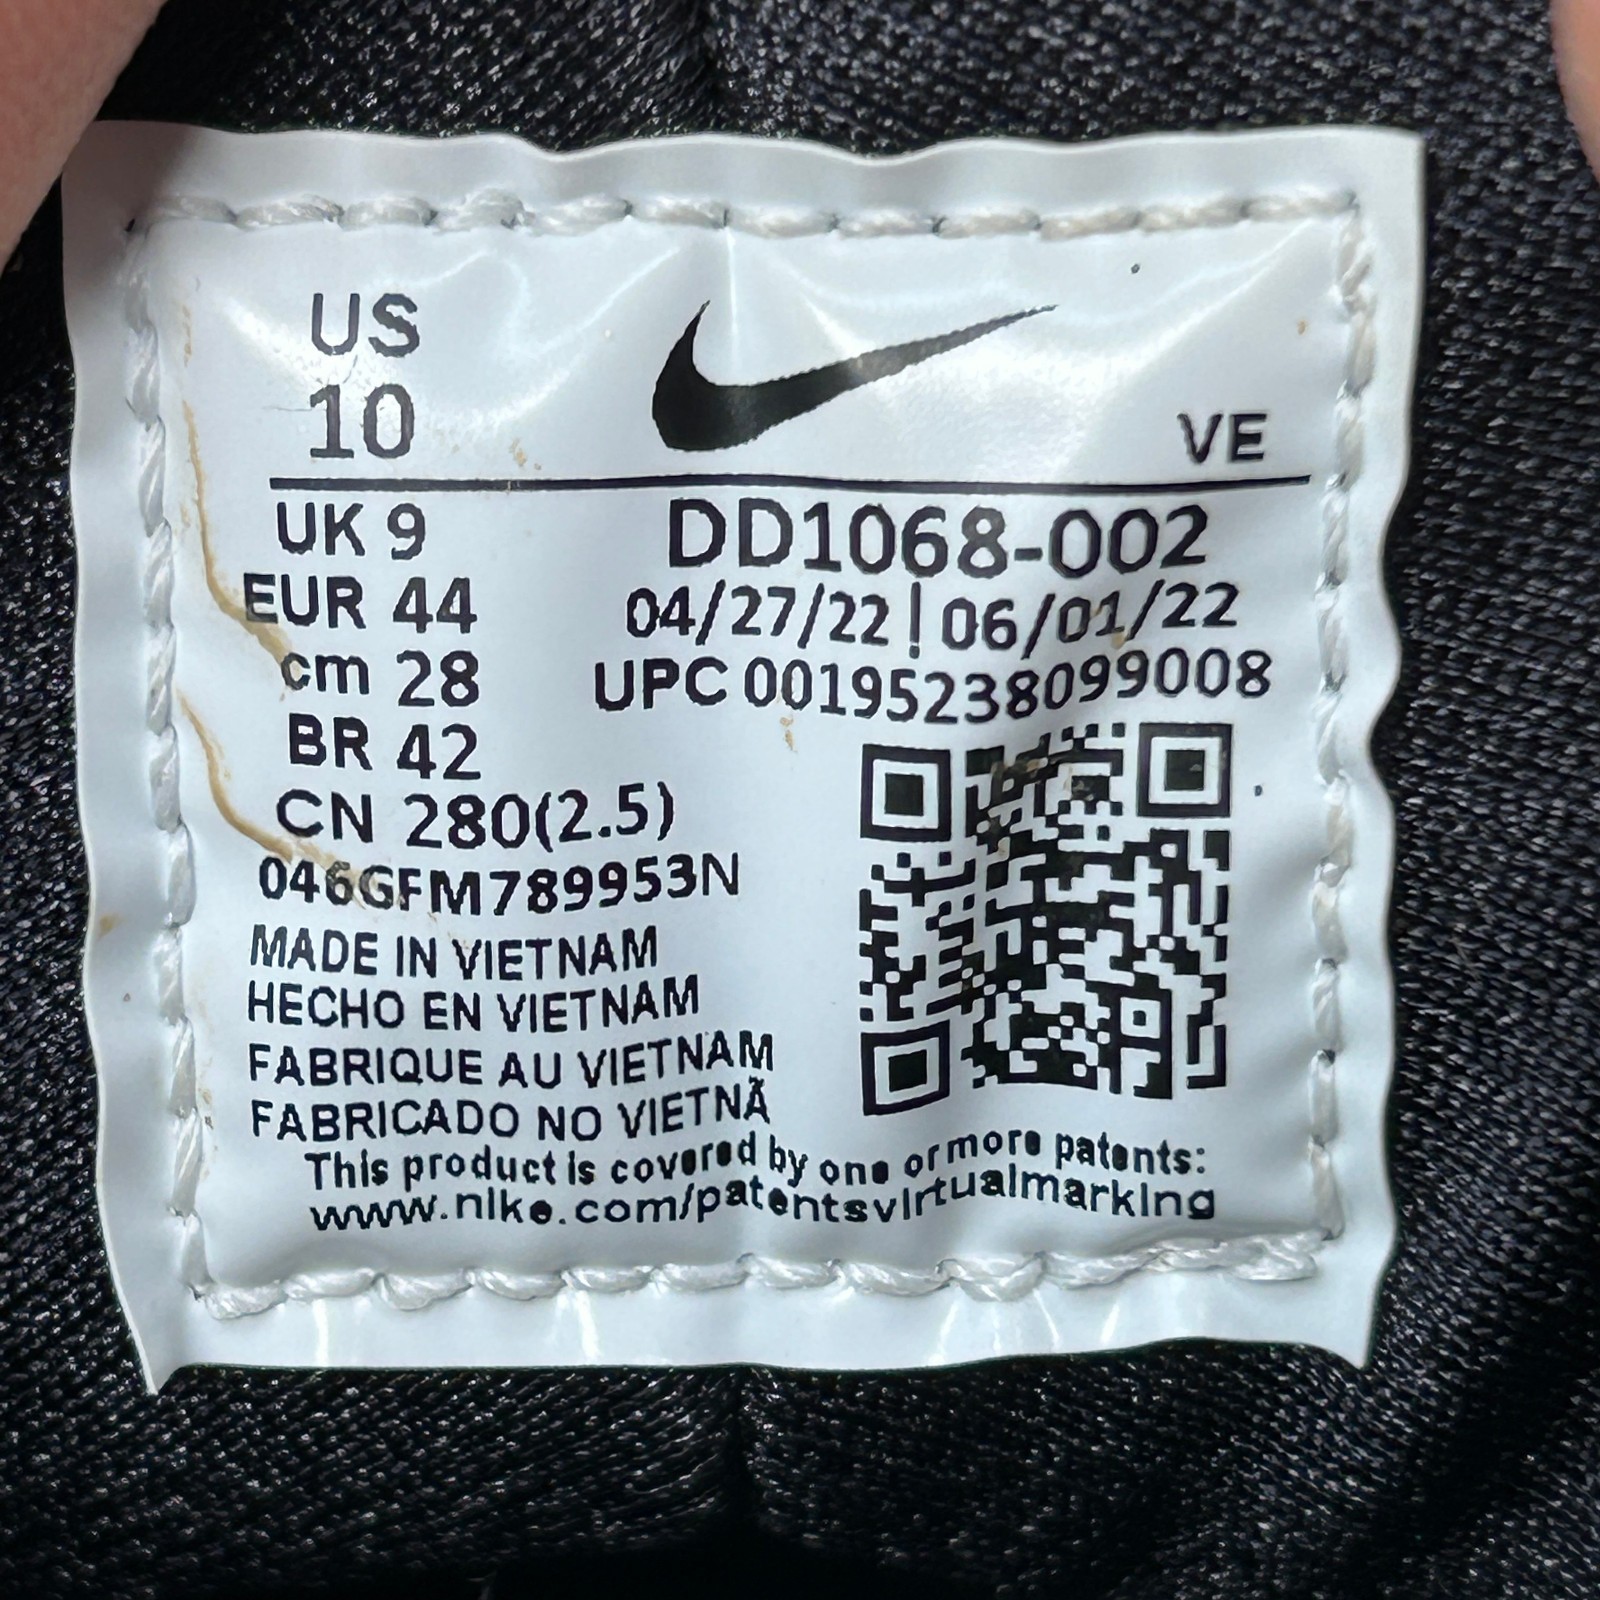 US
10
VE
UK 9
EUR 44
cm 28
BR 42
CN 280(2.5)
DD1068-002
04/27/22 | 06/01/22
UPC 00195238099008
046GFM789953N
MADE IN VIETNAM
HECHO EN VIETNAM
FABRIQUE AU VIETNAM
FABRICADO NO VIETNÃ
This product is covered by one or more patents:
www.nike.com/patentsvirtualmarking